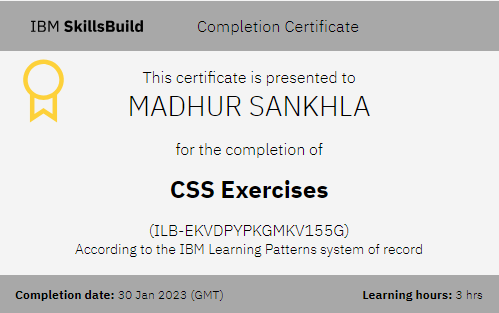 IBM SkillsBuild Completion Certificate
This certificate is presented to
MADHUR SANKHLA
for the completion of
CSS Exercises
(ILB-EKVDPYPKGMKV155G)
According to the IBM Learning Patterns system of record
Completion date: 30 Jan 2023 (GMT) Learning hours: 3 hrs